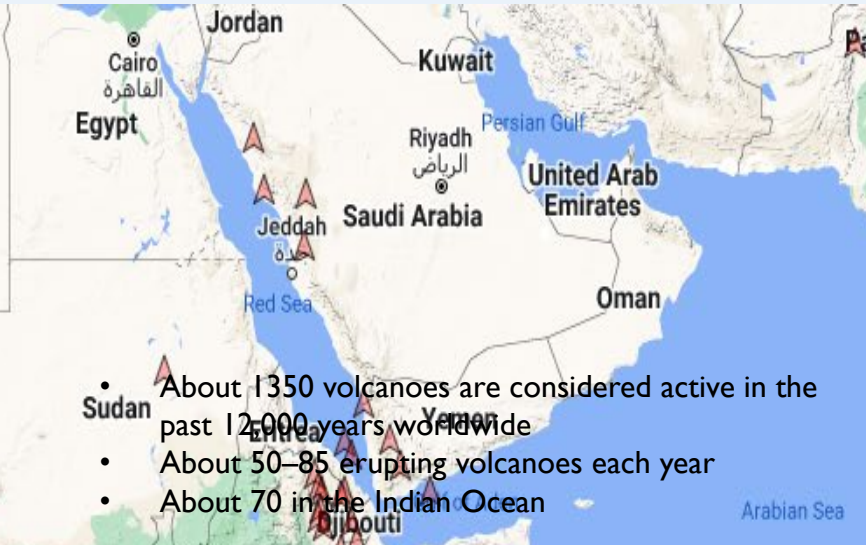 Jordan
Cairo
القاهرة
Egypt
Kuwait
Persian Gulf
Riyadh
الرياض
United Arab
Emirates
Saudi Arabia
Jeddah
جدة
Red Sea
Oman
Sudan
Eritrea
Yemen
Djibouti
Arabian Sea
• About 1350 volcanoes are considered active in the
past 12,000 years worldwide
• About 50–85 erupting volcanoes each year
• About 70 in the Indian Ocean